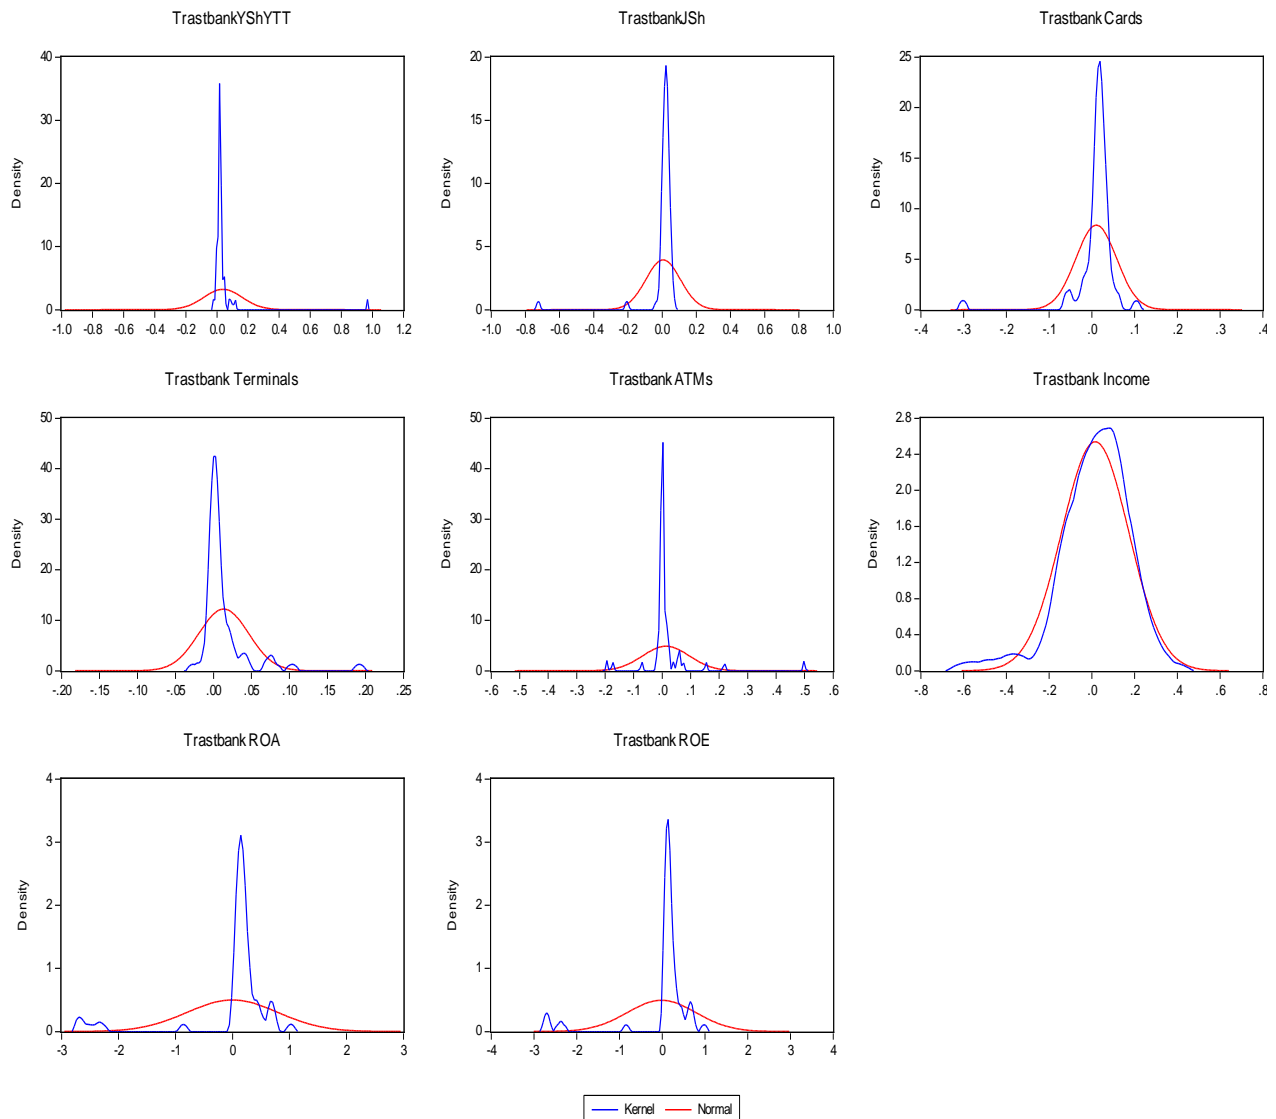 TrastbankYShYTT
TrastbankJSh
Trastbank Cards
40
30
20
10
0
Density
-1.0 -0.8 -0.6 -0.4 -0.2 0.0 0.2 0.4 0.6 0.8 1.0 1.2
20
15
10
5
0
Density
-1.0 -0.8 -0.6 -0.4 -0.2 0.0 0.2 0.4 0.6 0.8 1.0
25
20
15
10
5
0
Density
-.4 -.3 -.2 -.1 .0 .1 .2 .3 .4
Trastbank Terminals
Trastbank ATMs
Trastbank Income
50
40
30
20
10
0
Density
-.20 -.15 -.10 -.05 .00 .05 .10 .15 .20 .25
50
40
30
20
10
0
Density
-.6 -.5 -.4 -.3 -.2 -.1 .0 .1 .2 .3 .4 .5 .6
2.8
2.4
2.0
1.6
1.2
0.8
0.4
0.0
Density
-.8 -.6 -.4 -.2 .0 .2 .4 .6 .8
Trastbank ROA
Trastbank ROE
4
3
2
1
0
Density
-3 -2 -1 0 1 2 3
4
3
2
1
0
Density
-4 -3 -2 -1 0 1 2 3 4
Kernel Normal